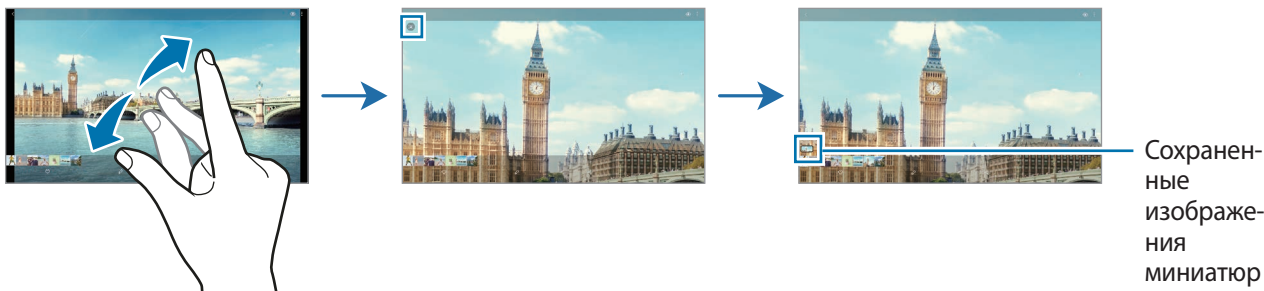 Сохранен-
ные
изображе-
ния
миниатюр